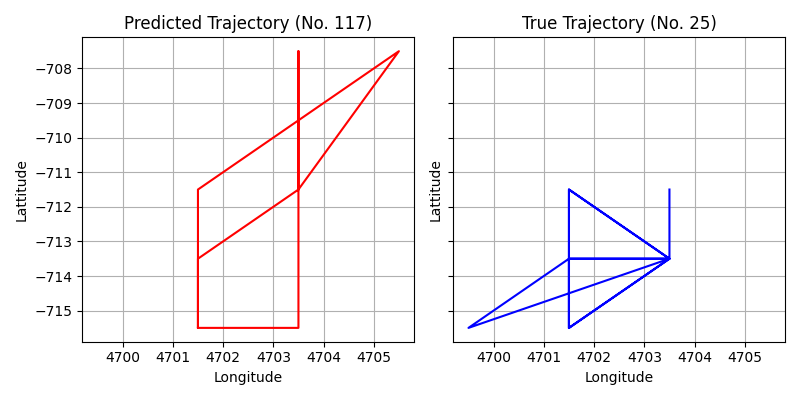 Predicted Trajectory (No. 117)
True Trajectory (No. 25)
−708
−709
−710
−711
−712
−713
−714
−715
Lattitude
Lattitude
4700 4701 4702 4703 4704 4705
4700 4701 4702 4703 4704 4705
Longitude
Longitude